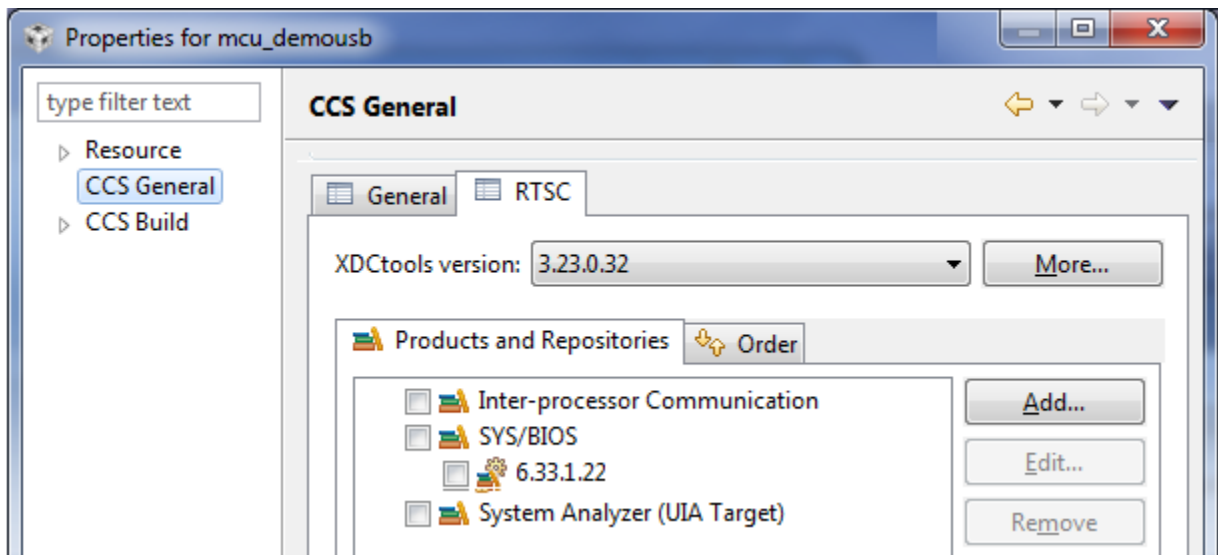 Properties for mcu_demousb
type filter text
CCS General
Resource
CCS General
CCS Build
General
RTSC
XDCtools version:
3.23.0.32
More...
Products and Repositories
Order
Inter-processor Communication
SYS/BIOS
6.33.1.22
System Analyzer (UIA Target)
Add...
Edit...
Remove